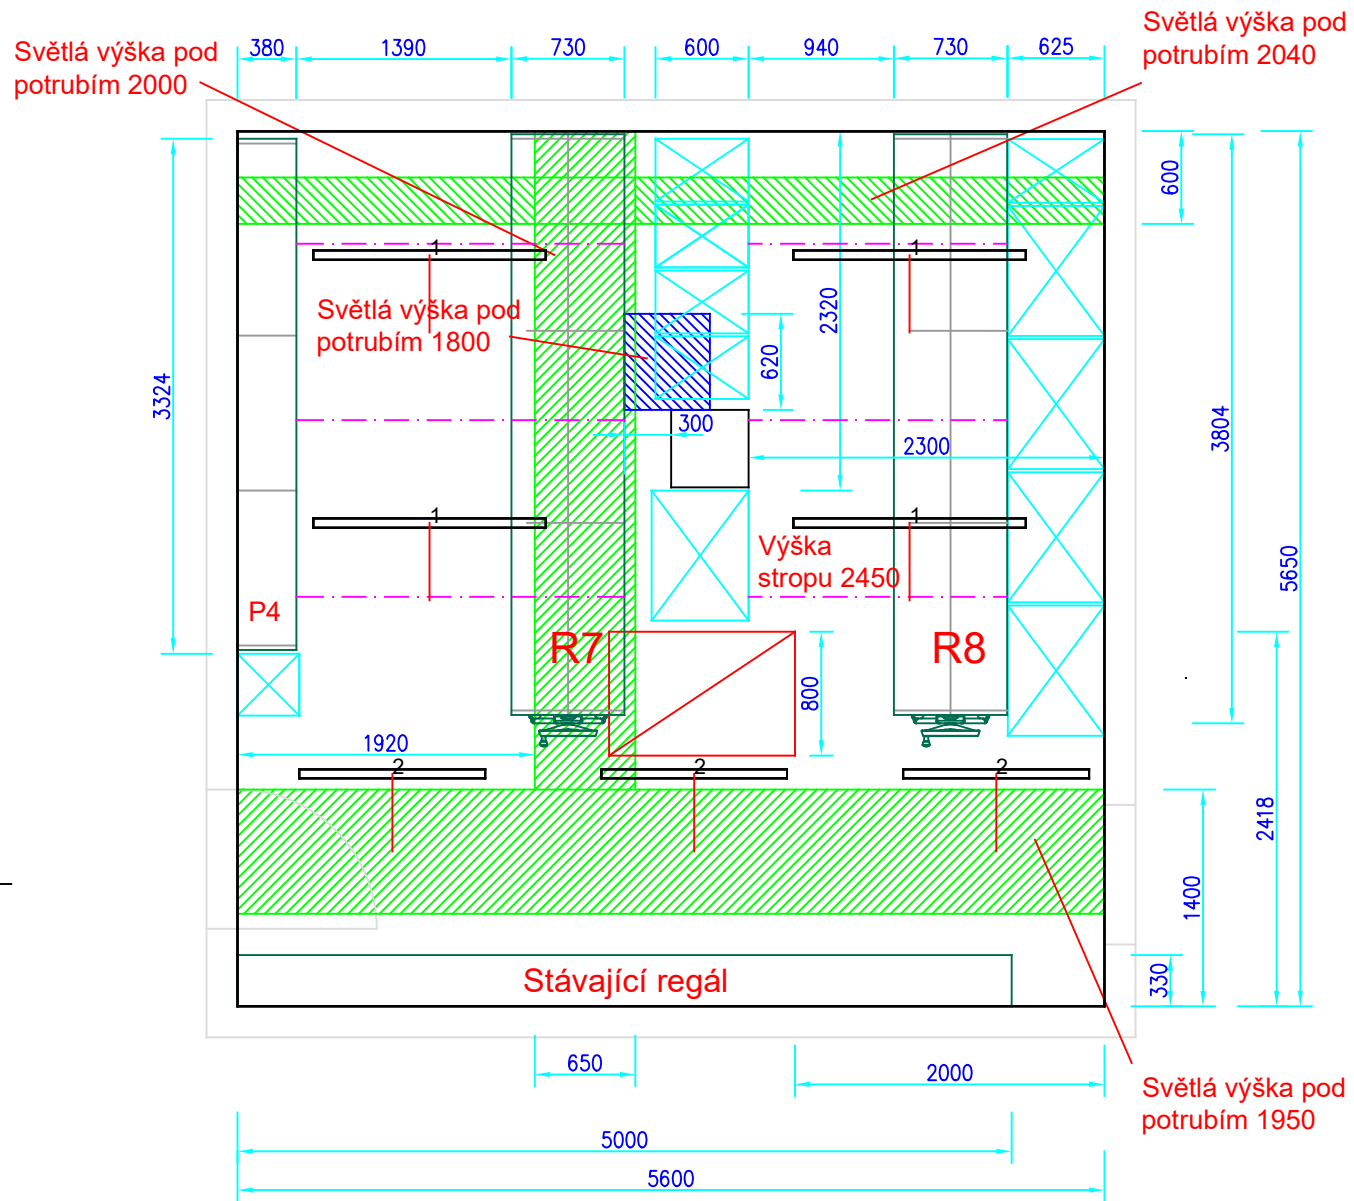 Světlá výška pod
potrubím 2000
Světlá výška pod
potrubím 2040
380
1390
730
600
940
730
625
600
1
1
Světlá výška pod
potrubím 1800
2320
620
3324
3804
300
2300
1
1
Výška
stropu 2450
5650
P4
R7
R8
800
1920
2
2
2
2418
1400
Stávající regál
330
650
2000
Světlá výška pod
potrubím 1950
5000
5600